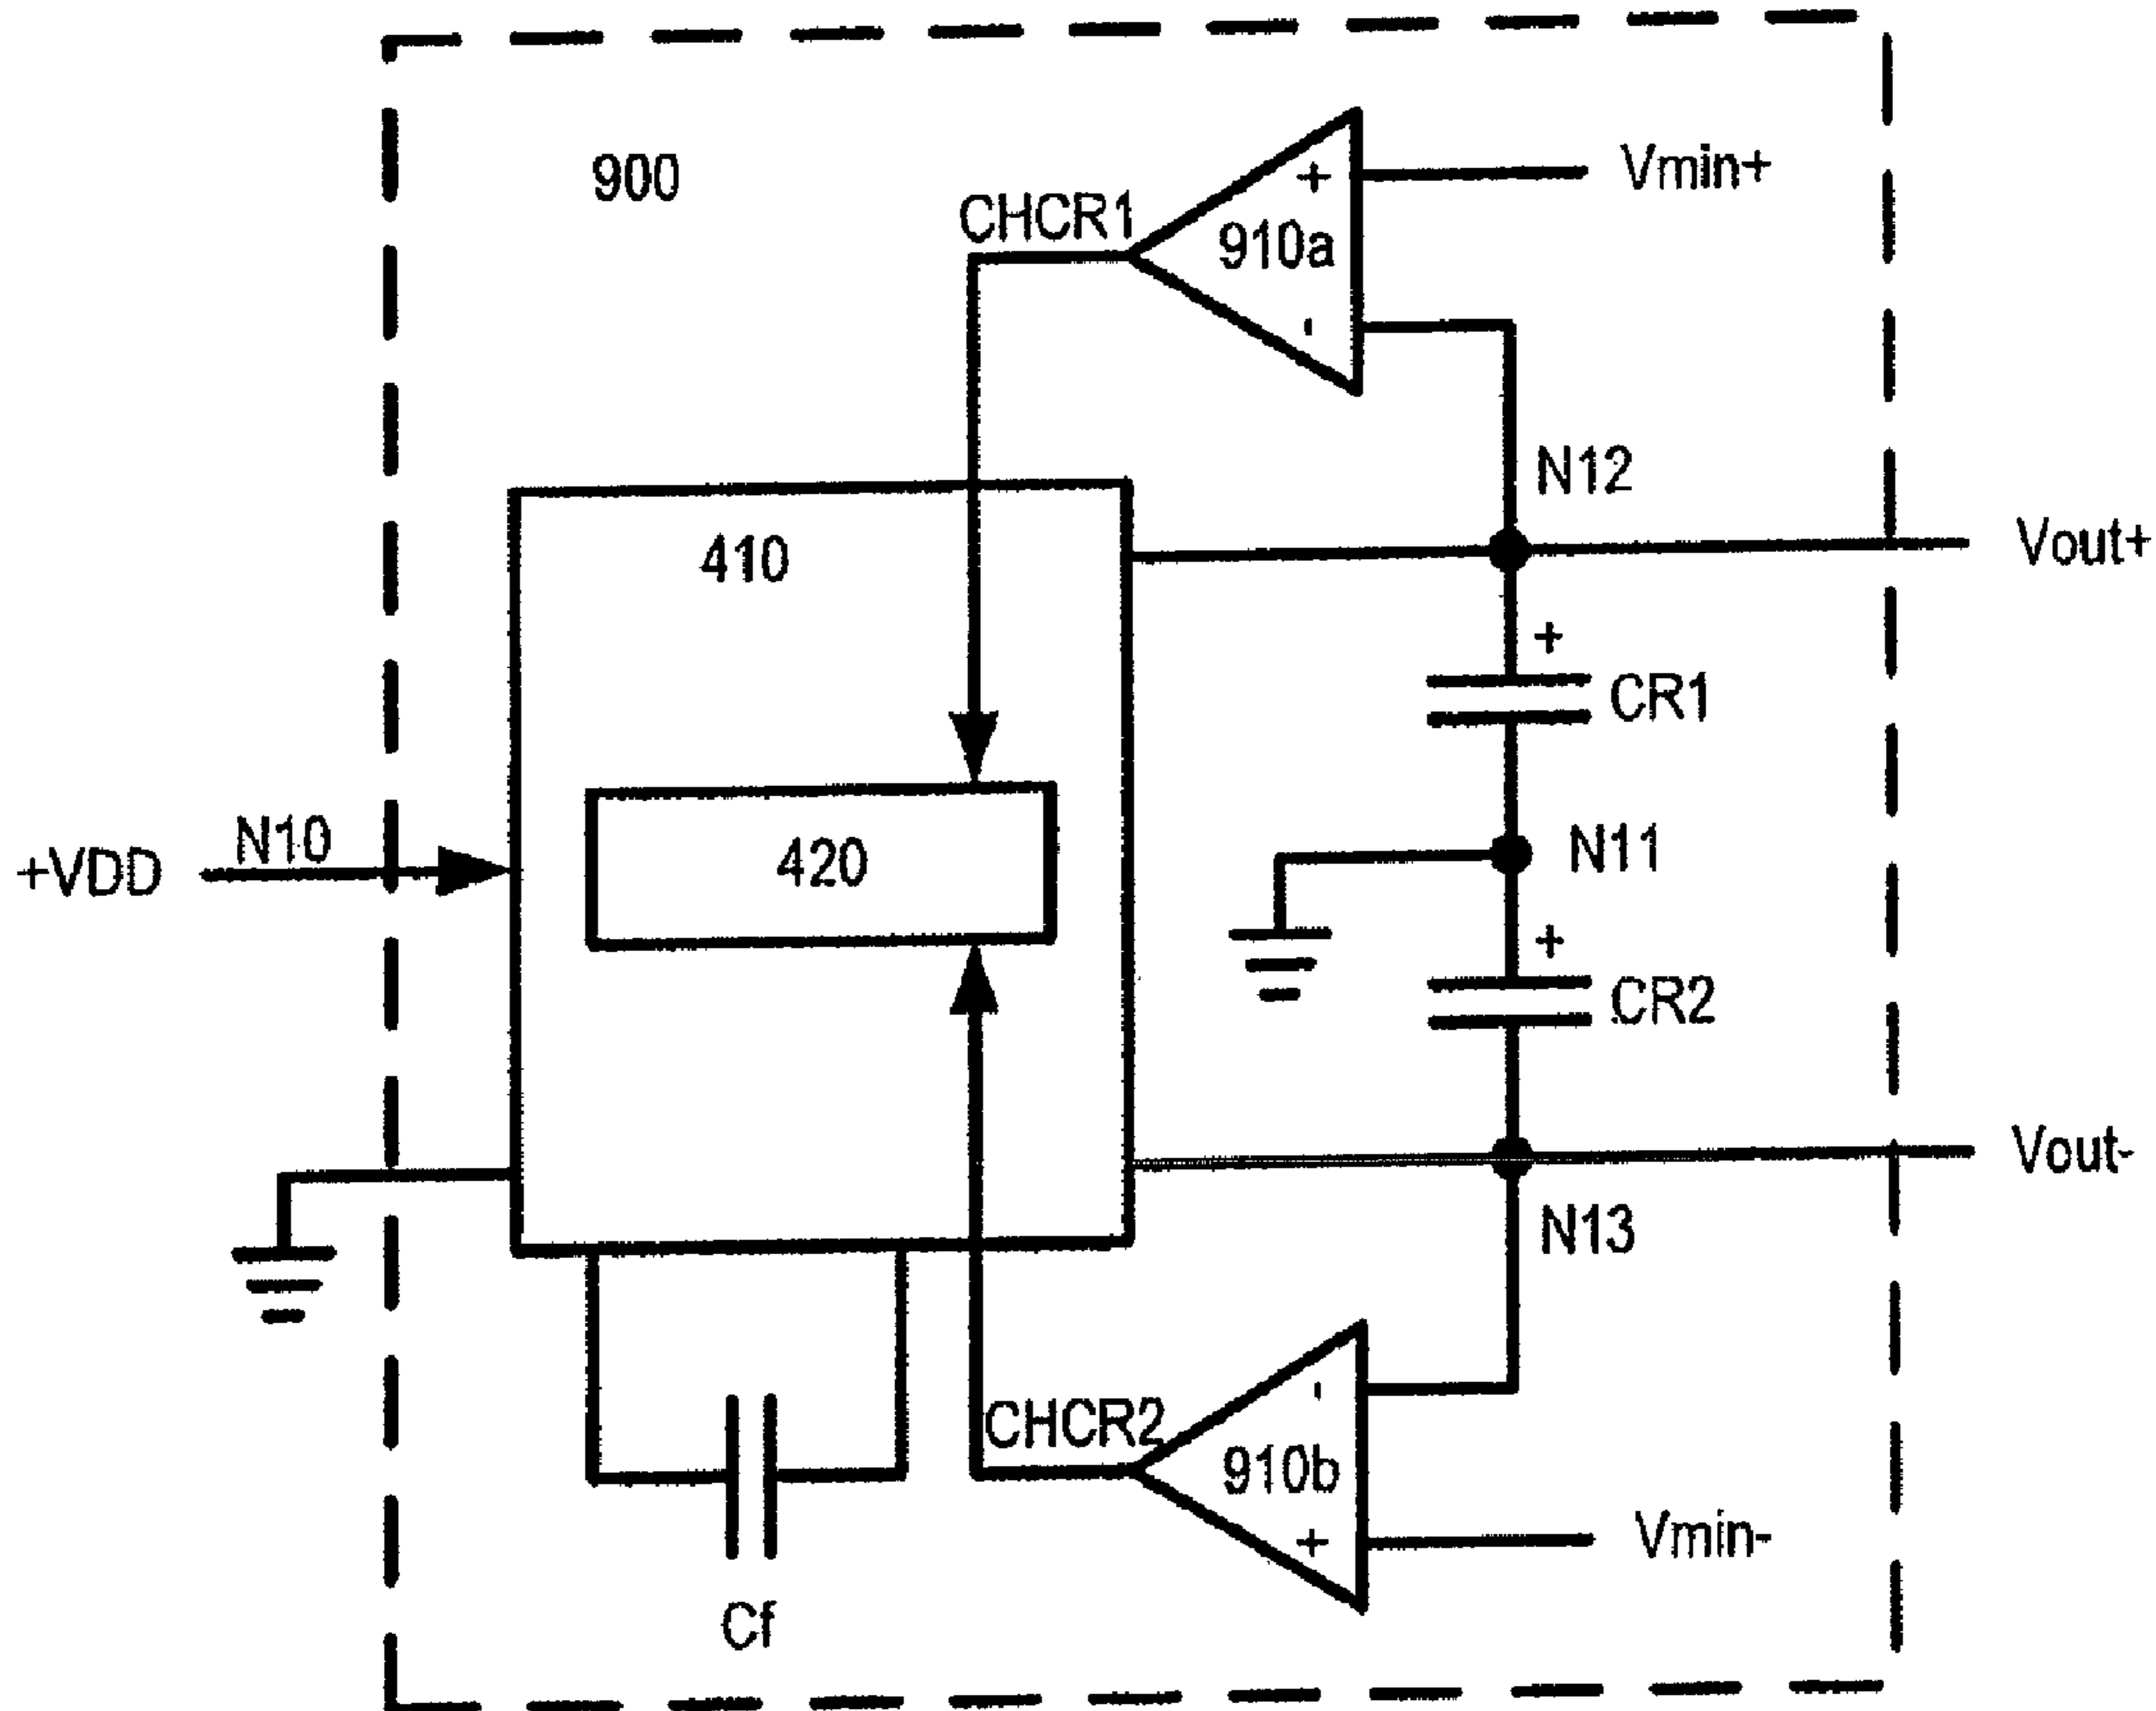 900
Vmin+
+
CHCR1
910a
-
N12
Vout+
410
+
CR1
N10
+VDD
420
N11
+
CR2
Vout-
N13
-
CHCR2
910b
+
Vmin-
Cf